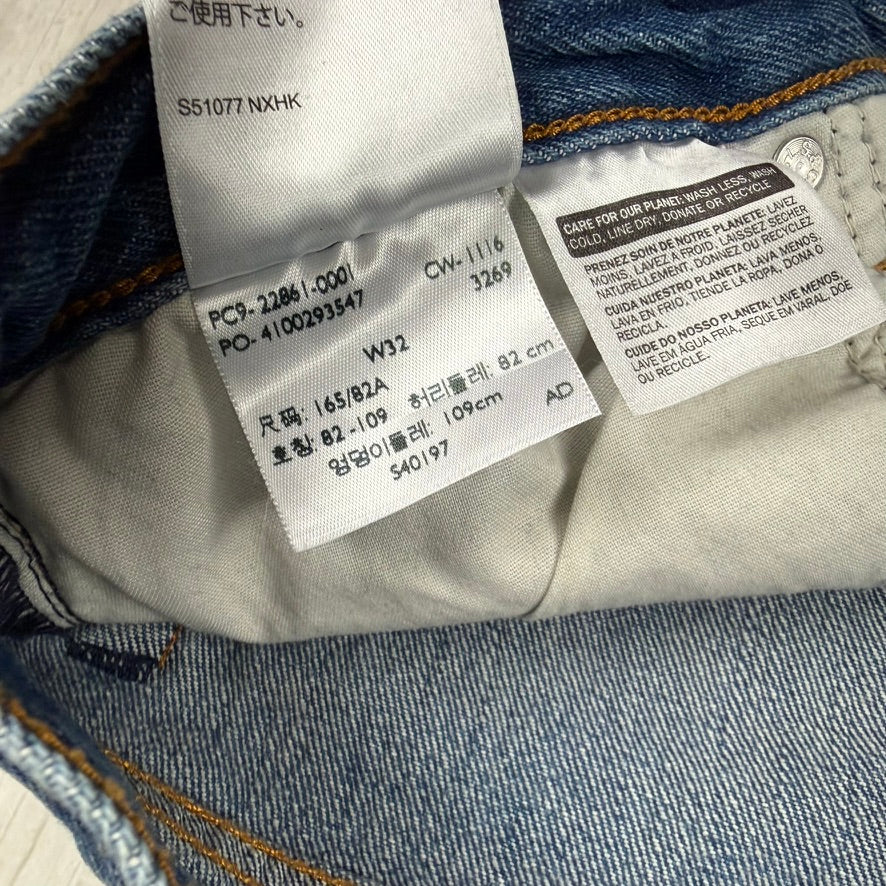 ご使用下さい。
S51077 NXHK
PC9- 22861-0001
CW- 1116
PO- 4100293547
3269
W32
尺码: 165/82A
허리둘레: 82 cm
호칭: 82 -109
엉덩이둘레: 109cm
AD
S40197
CARE FOR OUR PLANET: WASH LESS, WASH
COLD, LINE DRY, DONATE OR RECYCLE
PRENEZ SOIN DE NOTRE PLANETE: LAVEZ
MOINS, LAVEZ À FROID, LAISSEZ SÉCHER
NATURELLEMENT, DONNEZ OU RECYCLEZ
CUIDA NUESTRO PLANETA: LAVA MENOS,
LAVA EN FRIO, TIENDE LA ROPA, DONA O
RECICLA.
CUIDE DO NOSSO PLANETA: LAVE MENOS,
LAVE EM ÁGUA FRIA, SEQUE EM VARAL, DOE
OU RECICLE.